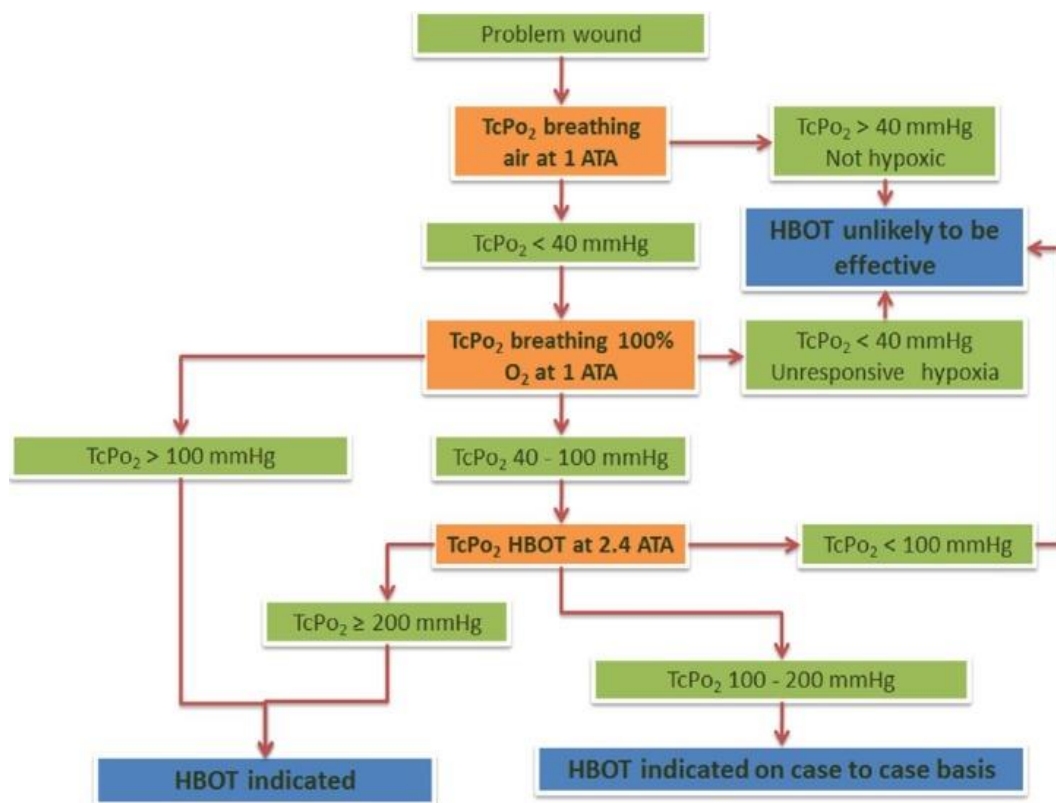 Problem wound
TcPo₂ breathing
air at 1 ATA
TcPo₂ > 40 mmHg
Not hypoxic
TcPo₂ < 40 mmHg
HBOT unlikely to be
effective
TcPo₂ breathing 100%
O₂ at 1 ATA
TcPo₂ < 40 mmHg
Unresponsive hypoxia
TcPo₂ > 100 mmHg
TcPo₂ 40 - 100 mmHg
TcPo₂ HBOT at 2.4 ATA
TcPo₂ < 100 mmHg
TcPo₂ ≥ 200 mmHg
TcPo₂ 100 - 200 mmHg
HBOT indicated
HBOT indicated on case to case basis